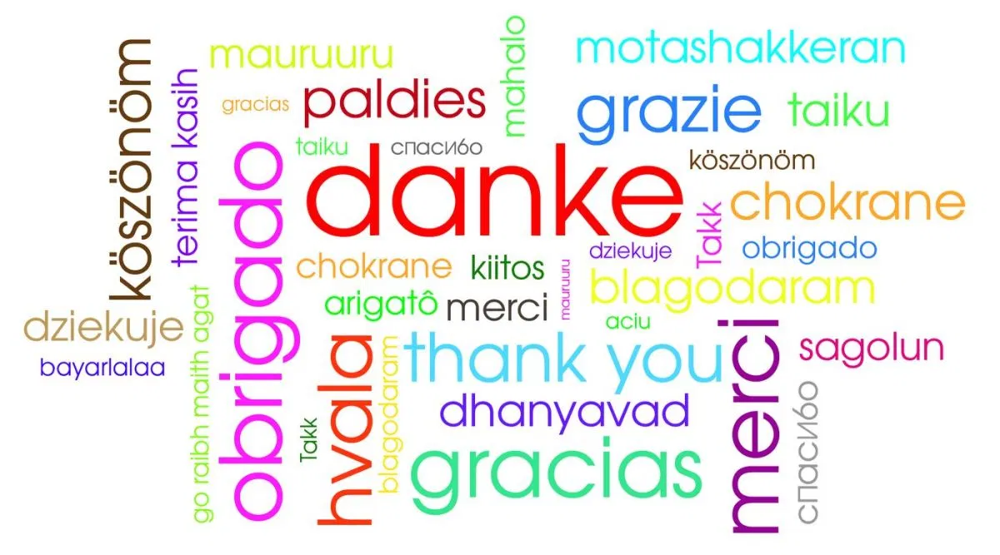 köszönöm
terima kasih
mauruuru
gracias
paldies
mahalo
motashakkeran
grazie
taiku
taiku
спасибо
danke
köszönöm
chokrane
obrigado
Takk
dziekuje
obrigado
chokrane
kiitos
mauruuru
blagodaram
arigatô
merci
aciu
dziekuje
bayarlalaa
go raibh maith agat
hvala
Takk
blagodaram
thank you
merci
sagolun
dhanyavad
gracias
спасибо